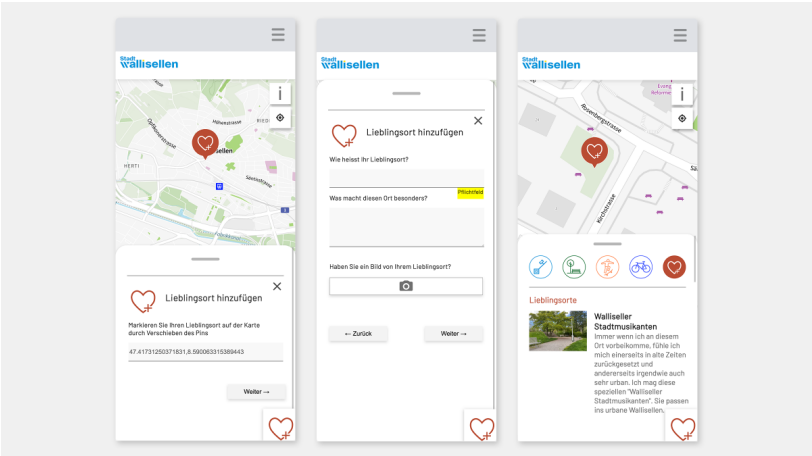 Stadt
wallisellen
Opfikonerstrasse
Höhenstrasse
RIEDI
HERTI
Säntisstrasse
Lieblingsort hinzufügen
Markieren Sie Ihren Lieblingsort auf der Karte
durch Verschieben des Pins
47.41731250371831,8.590063315389443
Weiter →
Stadt
wallisellen
Lieblingsort hinzufügen
Wie heisst ihr Lieblingsort?
Pflichtfeld
Was macht diesen Ort besonders?
Haben Sie ein Bild von Ihrem Lieblingsort?
← Zurück
Weiter →
Stadt
wallisellen
Rosenbergstrasse
Kirchstrasse
Lieblingsorte
Walliseller
Stadtmusikanten
Immer wenn ich an diesem
Ort vorbeikomme, fühle ich
mich einerseits in alte Zeiten
zurückgesetzt und
andererseits irgendwie auch
sehr urban. Ich mag diese
speziellen "Walliseller
Stadtmusikanten". Sie passen
ins urbane Wallisellen.